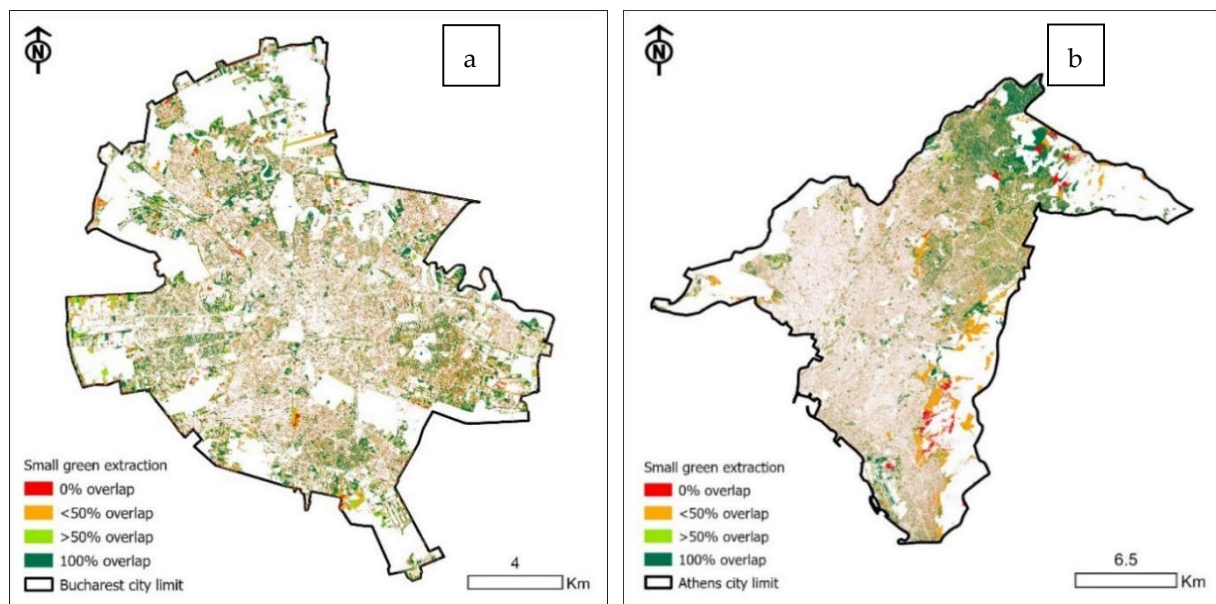 N
a
Small green extraction
0% overlap
<50% overlap
>50% overlap
100% overlap
Bucharest city limit
4
Km
N
b
Small green extraction
0% overlap
<50% overlap
>50% overlap
100% overlap
Athens city limit
6.5
Km